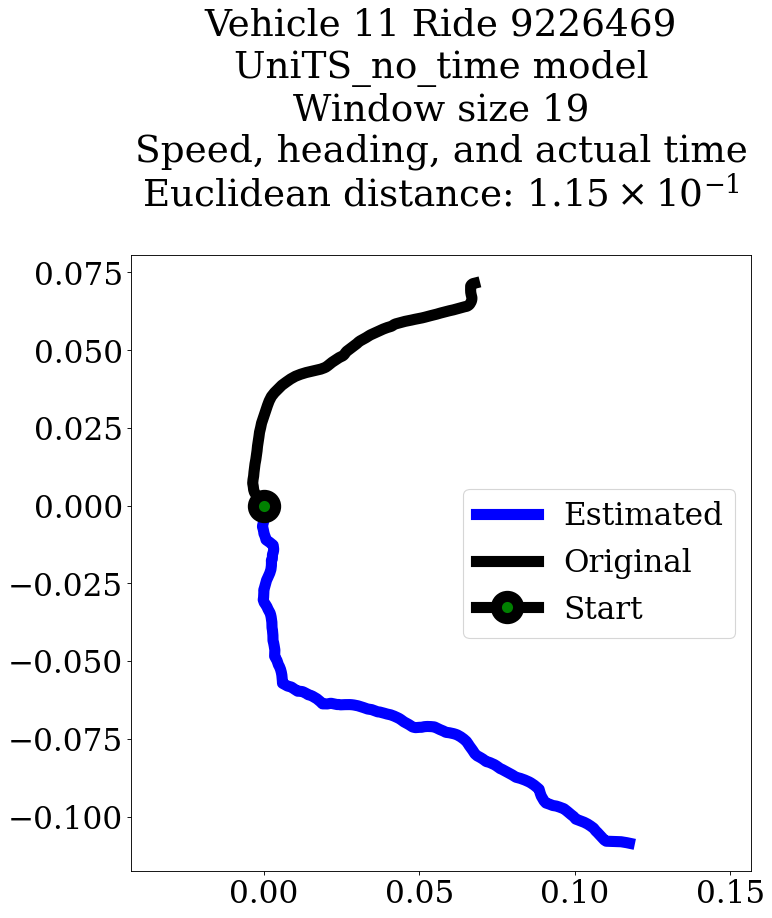 Vehicle 11 Ride 9226469
UniTS_no_time model
Window size 19
Speed, heading, and actual time
Euclidean distance: 1.15 × 10⁻¹
0.075
0.050
0.025
0.000
−0.025
−0.050
−0.075
−0.100
Estimated
Original
Start
0.00 0.05 0.10 0.15